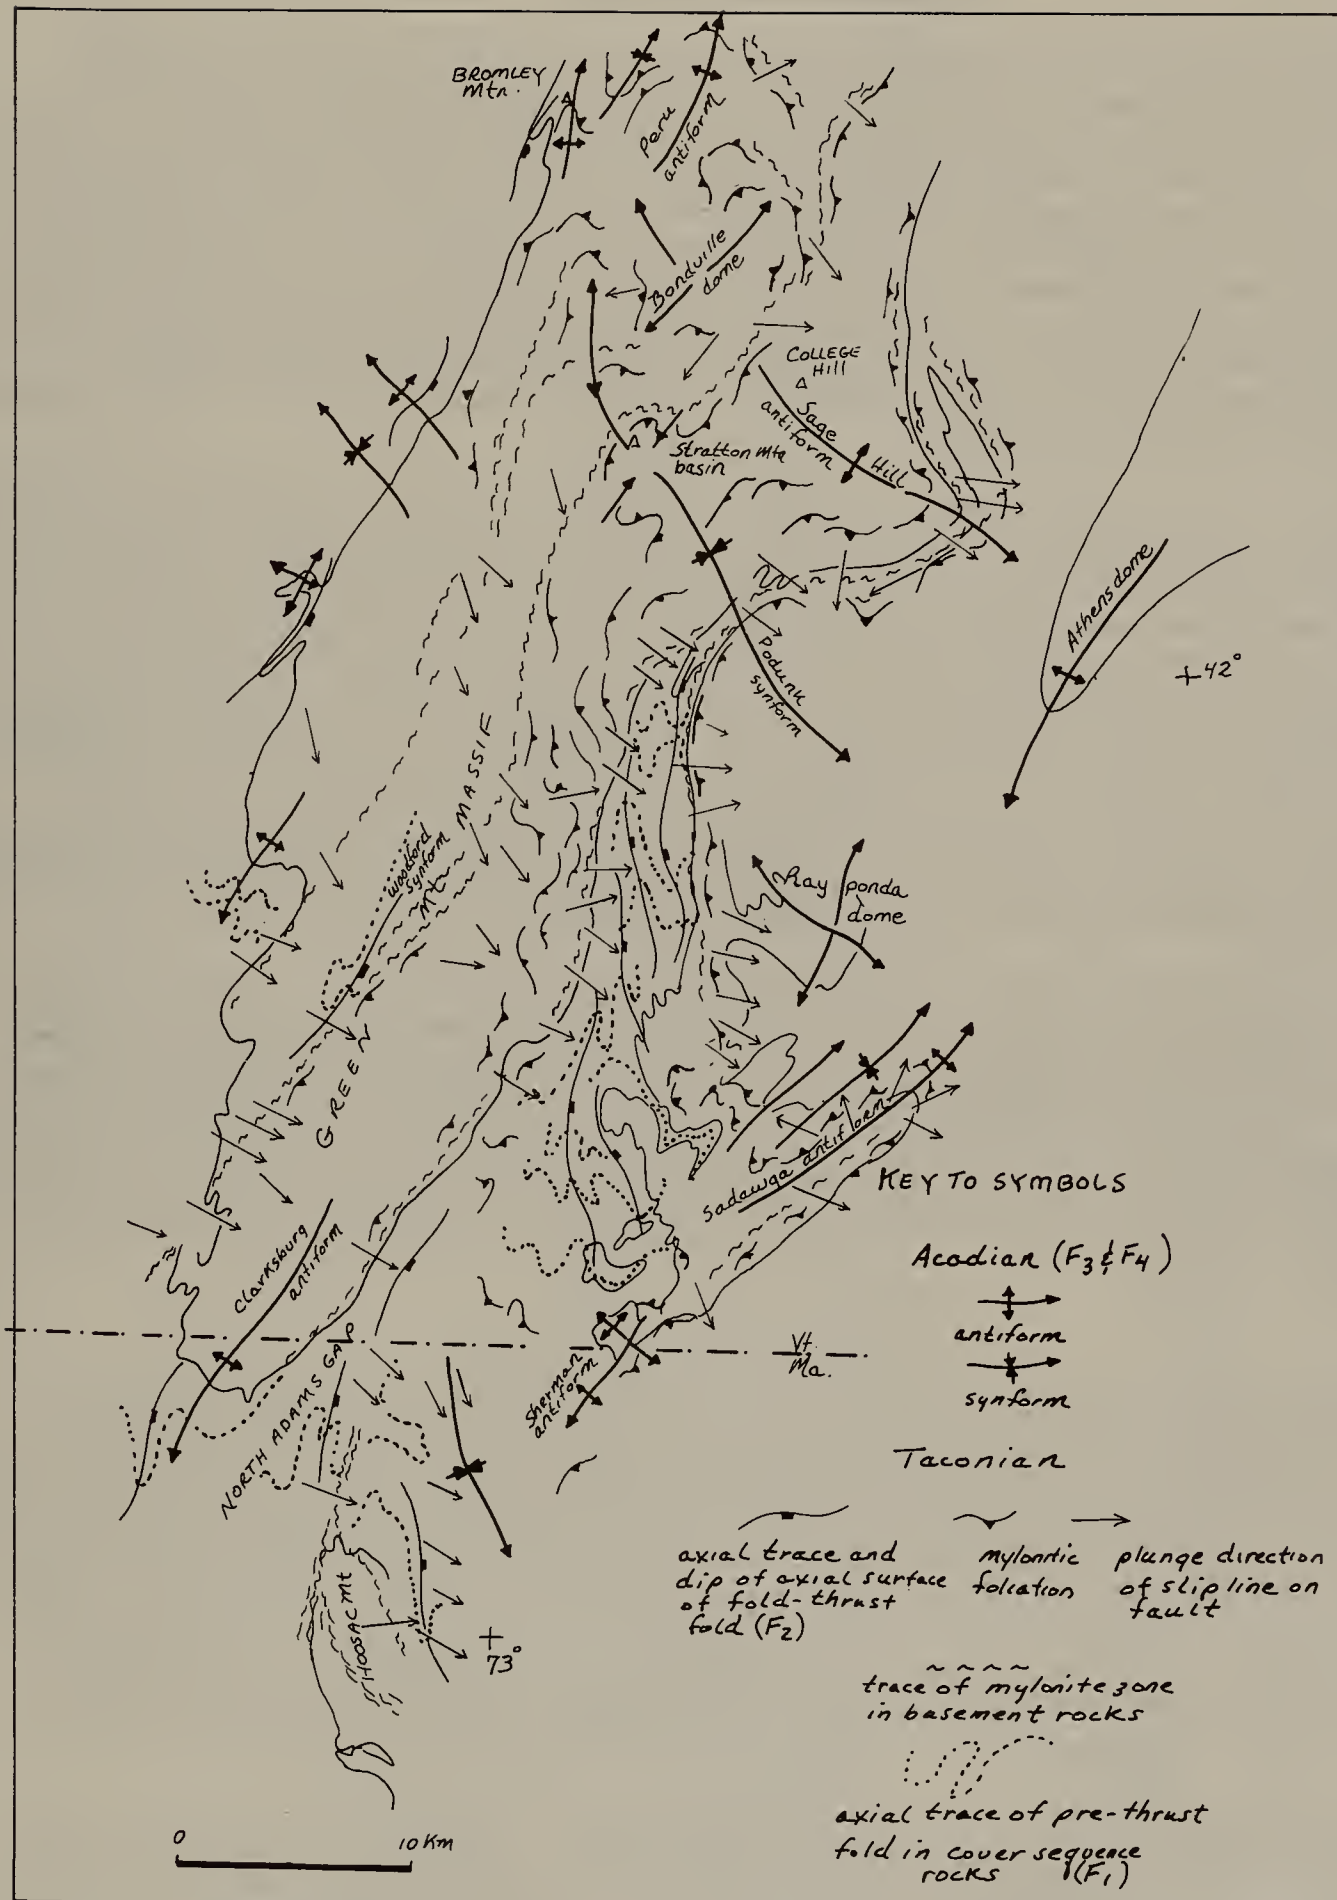 BROMLEY
Mtn.
Peru
antiform
Bondville
dome
COLLEGE
HILL
Sage
antiform
Hill
Stratton Mtn
basin
Athens dome
+42°
Podunk
synform
MASSIF
Woodford
Synform
Mt
Ray ponda
dome
GREEN
Sadawga antiform
KEY TO SYMBOLS
Clarksburg
antiform
Acadian (F3 & F4)
antiform
synform
Vt.
Ma.
NORTH ADAMS GAP
Sherman
antiform
Taconian
axial trace and
dip of axial surface
of fold-thrust
fold (F2)
mylonitic
foliation
plunge direction
of slip line on
fault
HOOSAC Mt
+
73°
trace of mylonite zone
in basement rocks
axial trace of pre-thrust
fold in cover sequence
rocks (F1)
0 10 Km